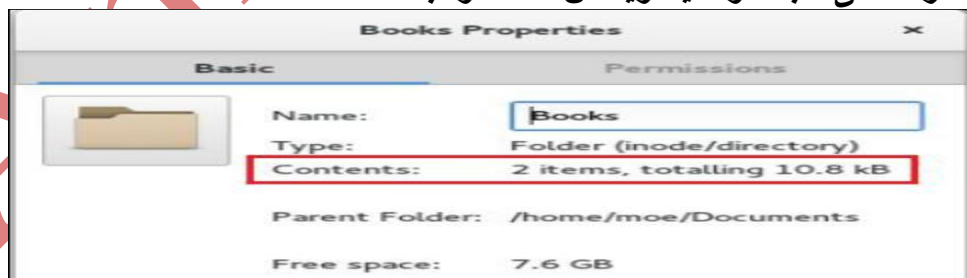 Books Properties ×
Basic Permissions
Name: Books
Type: Folder (inode/directory)
Contents: 2 items, totalling 10.8 kB
Parent Folder: /home/moe/Documents
Free space: 7.6 GB